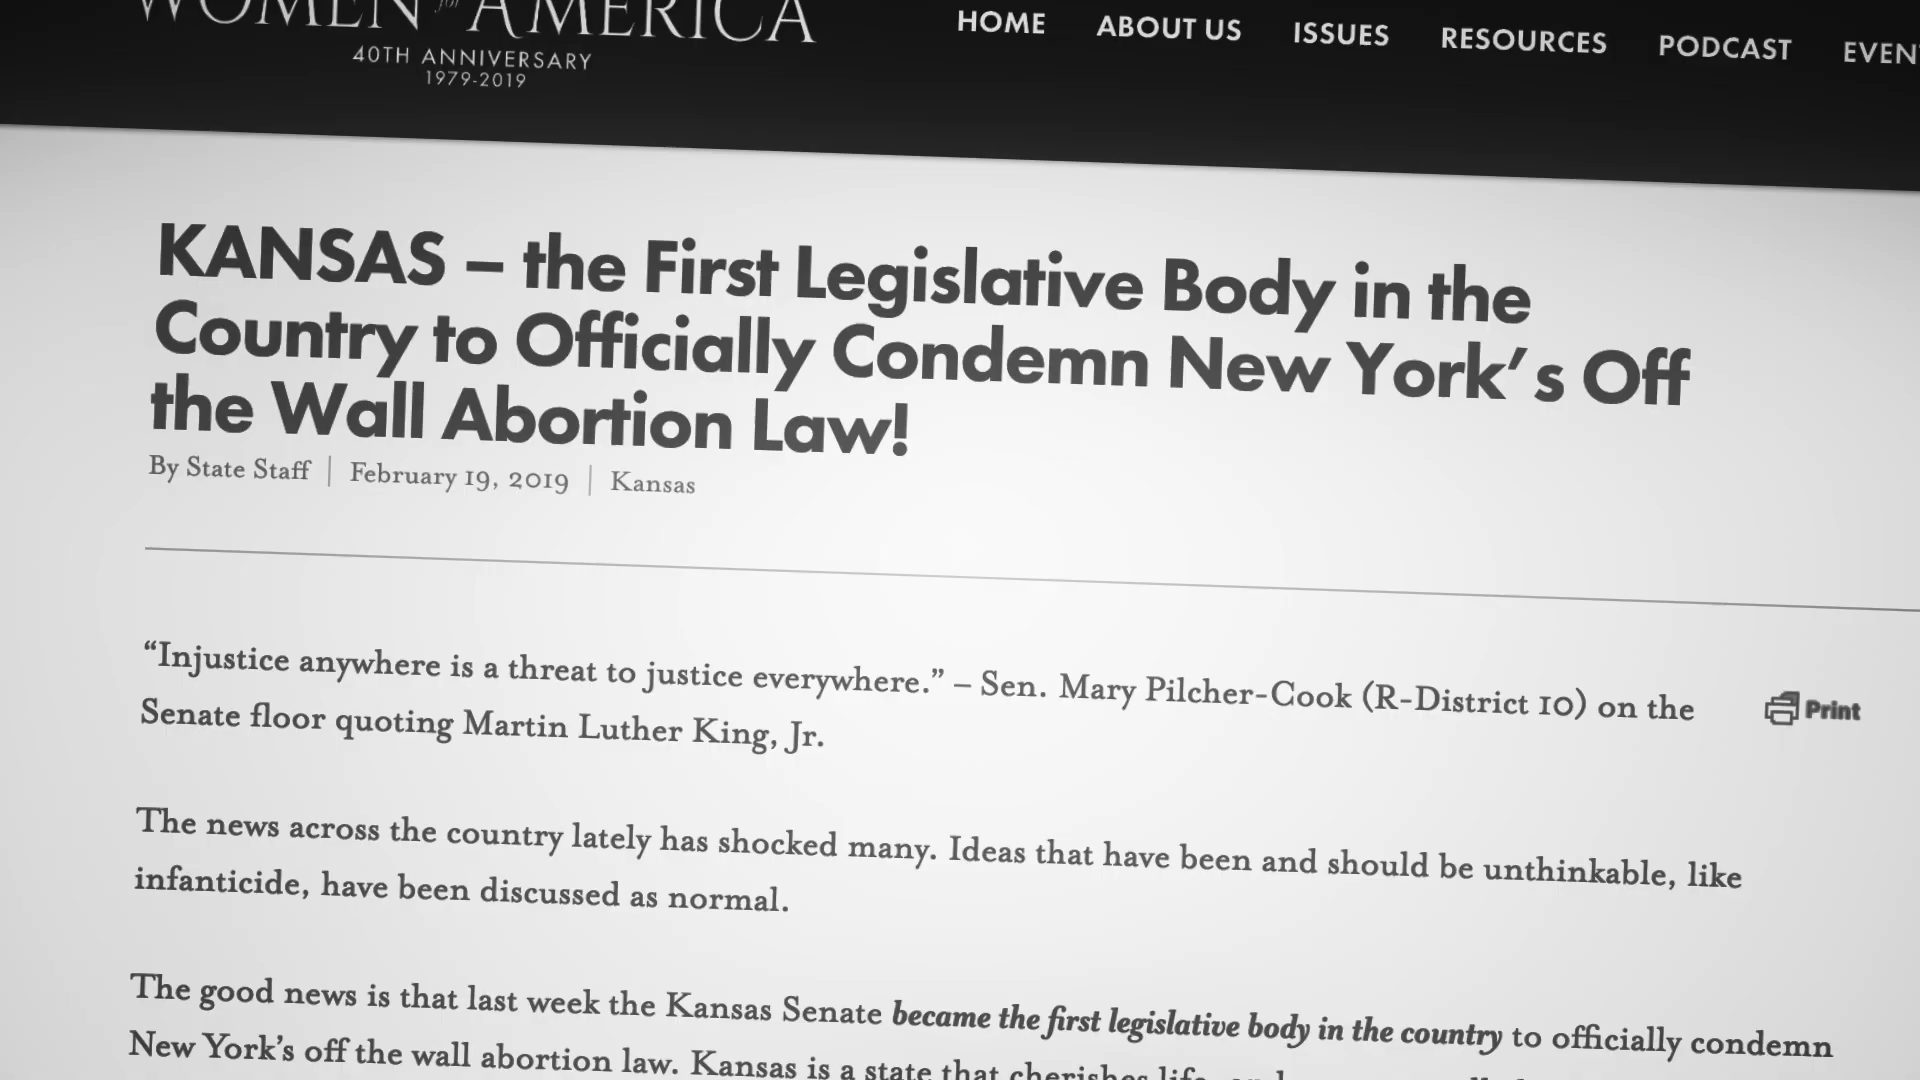 WOMEN for AMERICA
40TH ANNIVERSARY
1979-2019
HOME ABOUT US ISSUES RESOURCES PODCAST
KANSAS – the First Legislative Body in the
Country to Officially Condemn New York’s Off
the Wall Abortion Law!
By State Staff | February 19, 2019 | Kansas
“Injustice anywhere is a threat to justice everywhere.” – Sen. Mary Pilcher-Cook (R-District 10) on the
Senate floor quoting Martin Luther King, Jr.
Print
The news across the country lately has shocked many. Ideas that have been and should be unthinkable, like
infanticide, have been discussed as normal.
The good news is that last week the Kansas Senate became the first legislative body in the country to officially condemn
New York’s off the wall abortion law. Kansas is a state that cherishes life,